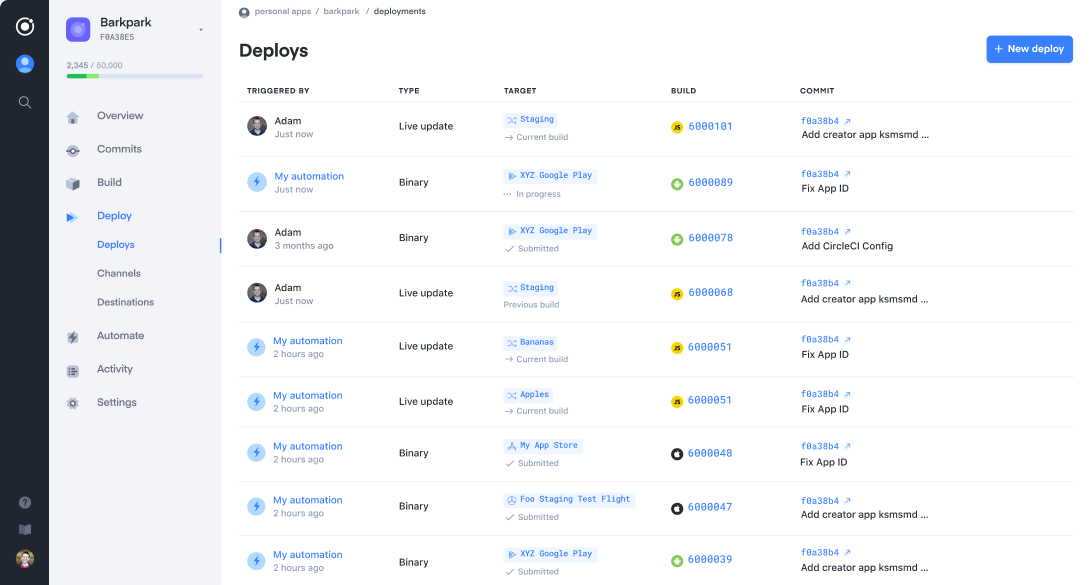 Barkpark
F0A38E5
2,345 / 50,000
Overview
Commits
Build
Deploy
Deploys
Channels
Destinations
Automate
Activity
Settings
?
personal apps / barkpark / deployments
Deploys
+ New deploy
TRIGGERED BY TYPE TARGET BUILD COMMIT
Adam
Just now
Live update
Staging
→ Current build
JS 6000101
f0a38b4 ↗
Add creator app ksmsmd ...
My automation
Just now
Binary
XYZ Google Play
··· In progress
6000089
f0a38b4 ↗
Fix App ID
Adam
3 months ago
Binary
XYZ Google Play
✓ Submitted
6000078
f0a38b4 ↗
Add CircleCI Config
Adam
Just now
Live update
Staging
Previous build
JS 6000068
f0a38b4 ↗
Add creator app ksmsmd ...
My automation
2 hours ago
Live update
Bananas
→ Current build
JS 6000051
f0a38b4 ↗
Fix App ID
My automation
2 hours ago
Live update
Apples
→ Current build
JS 6000051
f0a38b4 ↗
Fix App ID
My automation
2 hours ago
Binary
My App Store
✓ Submitted
6000048
f0a38b4 ↗
Fix App ID
My automation
2 hours ago
Binary
Foo Staging Test Flight
✓ Submitted
6000047
f0a38b4 ↗
Add creator app ksmsmd ...
My automation
2 hours ago
Binary
XYZ Google Play
✓ Submitted
6000039
f0a38b4 ↗
Add creator app ksmsmd ...